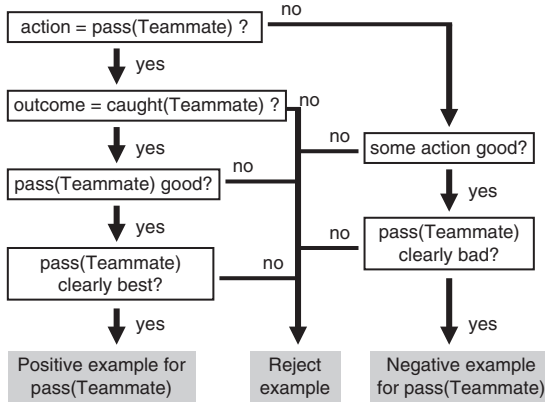 action = pass(Teammate) ?
no
yes
outcome = caught(Teammate) ?
no
yes
no
some action good?
pass(Teammate) good?
no
yes
yes
no
pass(Teammate)
clearly bad?
pass(Teammate)
clearly best?
no
yes
yes
Positive example for
pass(Teammate)
Reject
example
Negative example
for pass(Teammate)